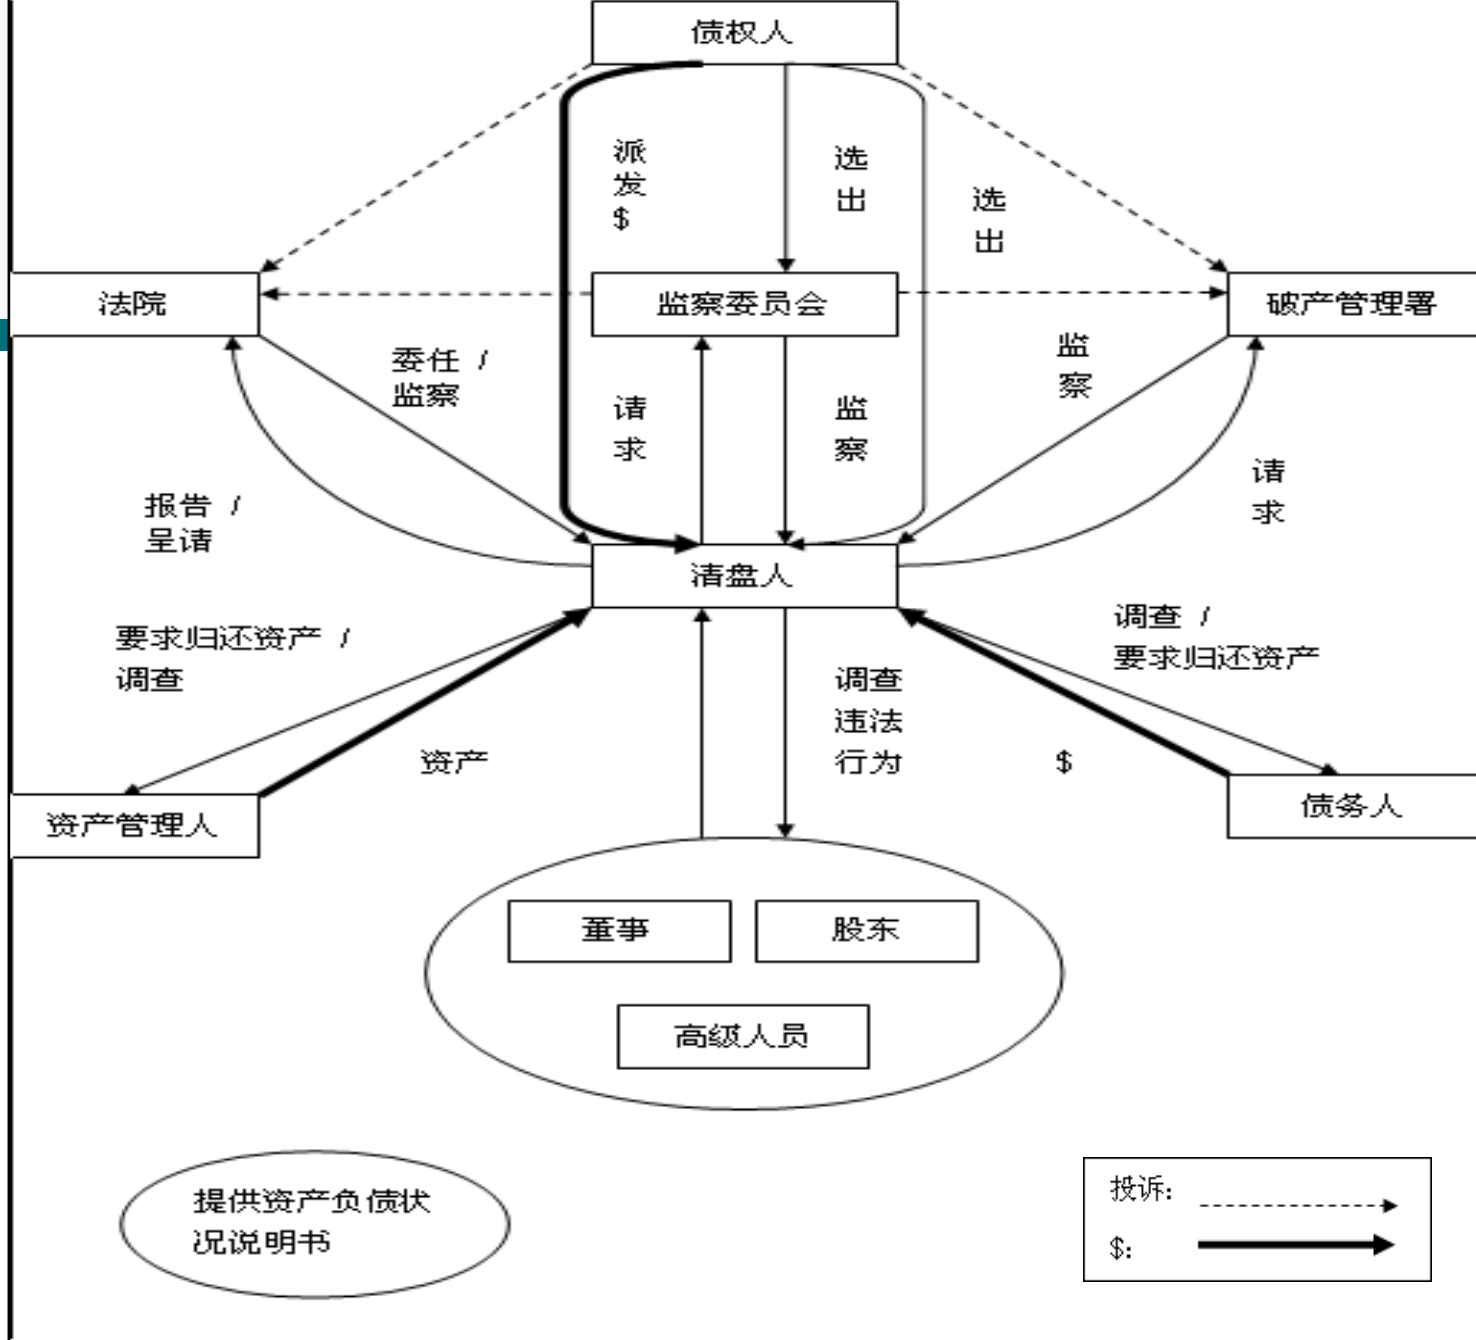 债权人
派
发
$
选
出
选
出
法院
监察委员会
破产管理署
委任 /
监察
请
求
监
察
监
察
报告 /
呈请
请
求
清盘人
要求归还资产 /
调查
调查 /
要求归还资产
资产
调查
违法
行为
$
资产管理人
债务人
董事
股东
高级人员
提供资产负债状
况说明书
投诉:
$: